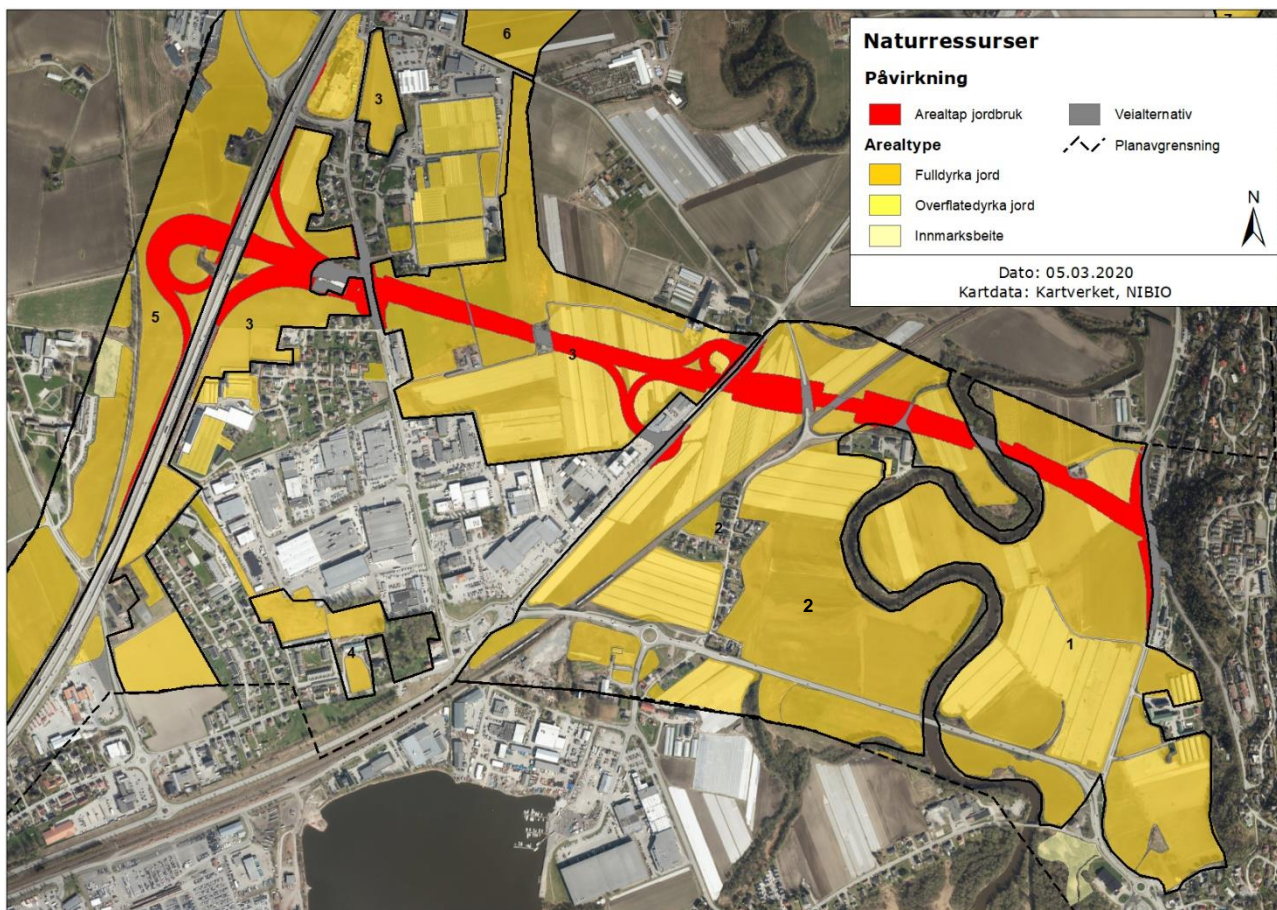 Naturressurser
Påvirkning
Arealtap jordbruk
Veialternativ
Arealtype
Planavgrensning
Fulldyrka jord
Overflatedyrka jord
Innmarksbeite
N
Dato: 05.03.2020
Kartdata: Kartverket, NIBIO
6
7
3
5
3
3
2
2
1
4